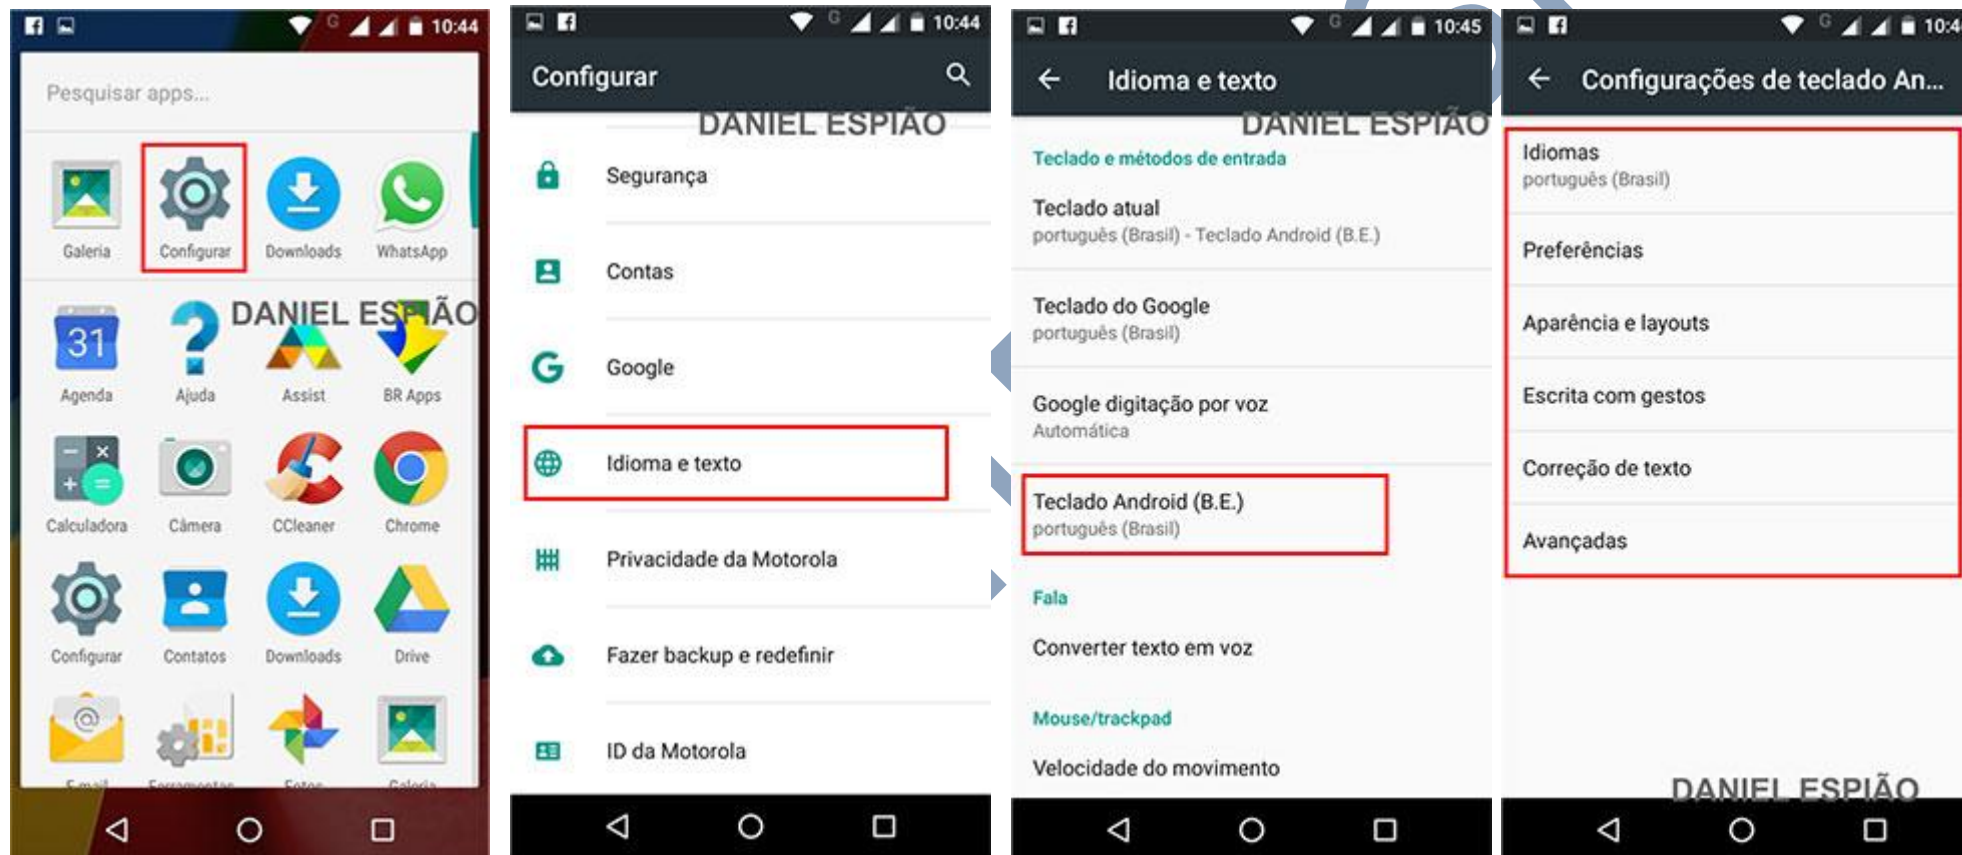 10:44
Pesquisar apps...
Galeria
Configurar
Downloads
WhatsApp
DANIEL ESPIÃO
31
Agenda
Ajuda
Assist
BR Apps
Calculadora
Câmera
CCleaner
Chrome
Configurar
Contatos
Downloads
Drive
E-mail
Ferramentas
Fotos
Galeria
G
10:44
Configurar
DANIEL ESPIÃO
Segurança
Contas
Google
Idioma e texto
Privacidade da Motorola
Fazer backup e redefinir
ID da Motorola
G
10:45
Idioma e texto
DANIEL ESPIÃO
Teclado e métodos de entrada
Teclado atual
português (Brasil) - Teclado Android (B.E.)
Teclado do Google
português (Brasil)
Google digitação por voz
Automática
Teclado Android (B.E.)
português (Brasil)
Fala
Converter texto em voz
Mouse/trackpad
Velocidade do movimento
G
Configurações de teclado An...
Idiomas
português (Brasil)
Preferências
Aparência e layouts
Escrita com gestos
Correção de texto
Avançadas
DANIEL ESPIÃO